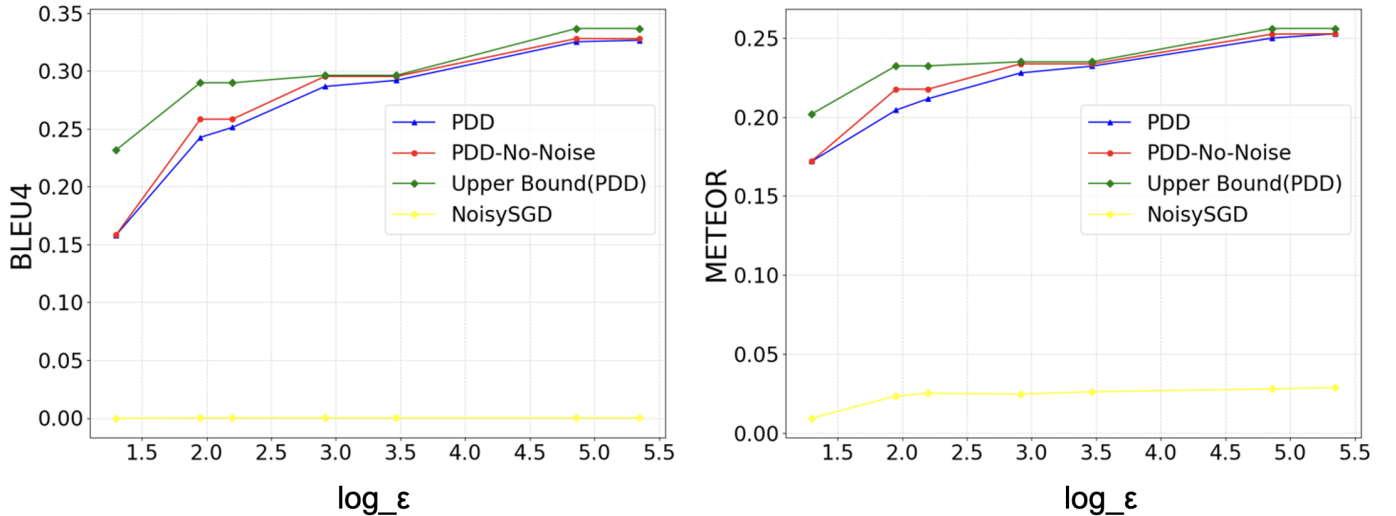 0.35
0.30
0.25
0.20
0.15
0.10
0.05
0.00
BLEU4
1.5 2.0 2.5 3.0 3.5 4.0 4.5 5.0 5.5
log_ε
PDD
PDD-No-Noise
Upper Bound(PDD)
NoisySGD
0.25
0.20
0.15
0.10
0.05
0.00
METEOR
1.5 2.0 2.5 3.0 3.5 4.0 4.5 5.0 5.5
log_ε
PDD
PDD-No-Noise
Upper Bound(PDD)
NoisySGD